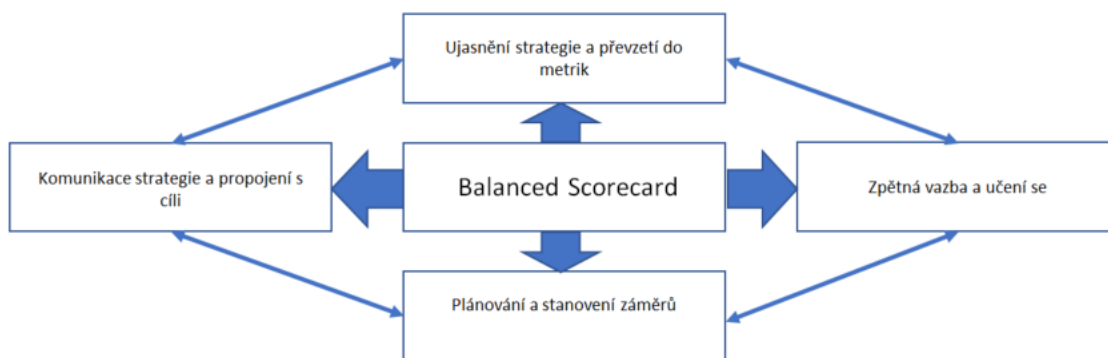 Ujasnění strategie a převzetí do
metrik
Komunikace strategie a propojení s
cíli
Balanced Scorecard
Zpětná vazba a učení se
Plánování a stanovení záměrů